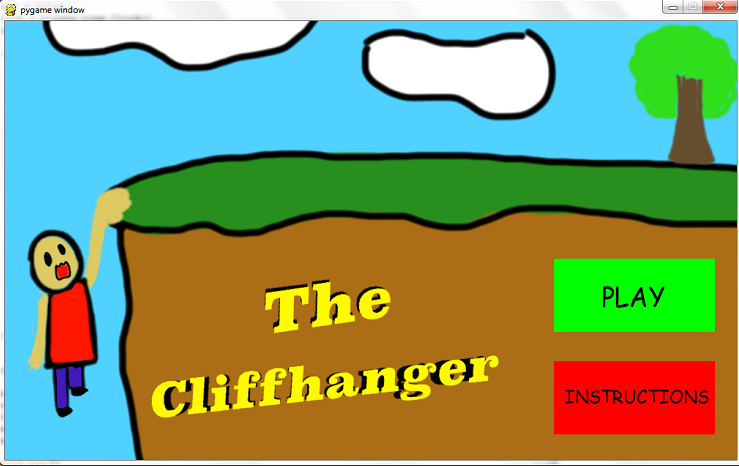 pygame window
The
Cliffhanger
PLAY
INSTRUCTIONS